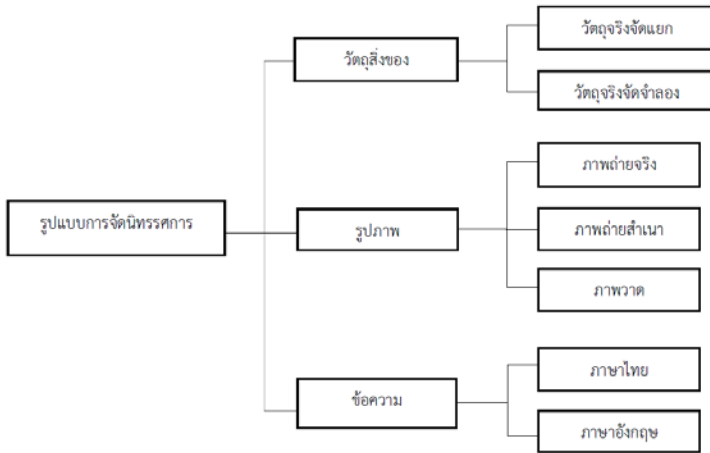 รูปแบบการจัดนิทรรศการ
วัตถุสิ่งของ
วัตถุจริงจัดแยก
วัตถุจริงจัดจำลอง
รูปภาพ
ภาพถ่ายจริง
ภาพถ่ายสำเนา
ภาพวาด
ข้อความ
ภาษาไทย
ภาษาอังกฤษ